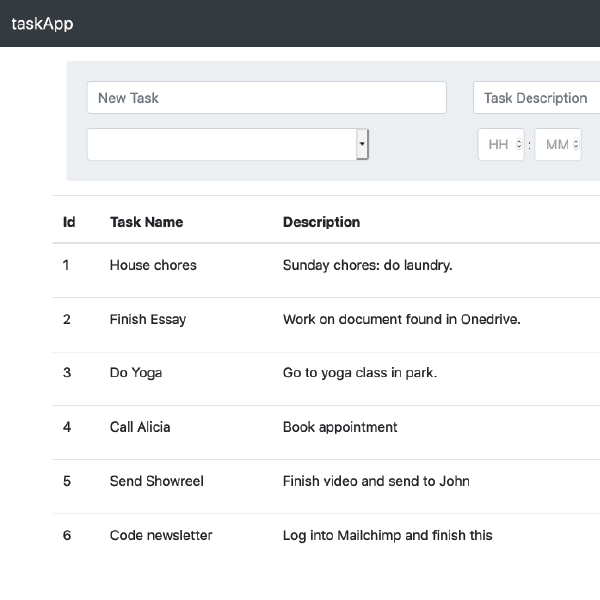 taskApp
New Task Task Description
HH : MM
Id Task Name Description
1 House chores Sunday chores: do laundry.
2 Finish Essay Work on document found in Onedrive.
3 Do Yoga Go to yoga class in park.
4 Call Alicia Book appointment
5 Send Showreel Finish video and send to John
6 Code newsletter Log into Mailchimp and finish this